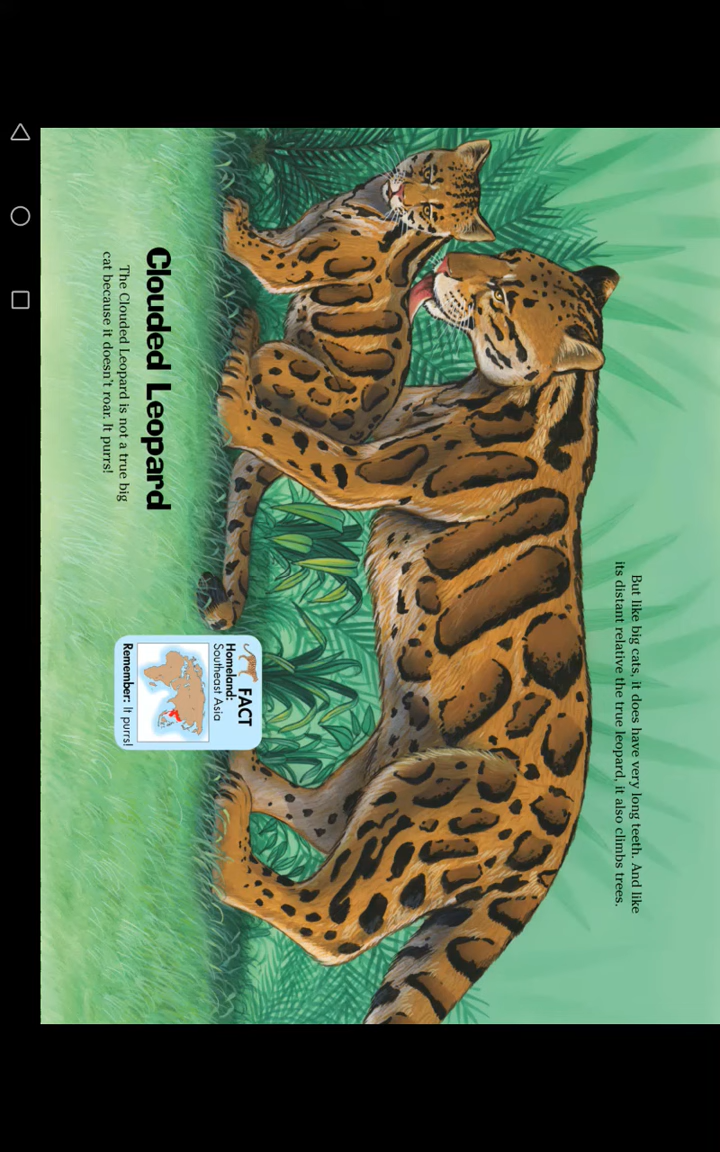 Clouded Leopard
The Clouded Leopard is not a true big
cat because it doesn't roar. It purrs!
But like big cats, it does have very long teeth. And like
its distant relative the true leopard, it also climbs trees.
FACT
Homeland:
Southeast Asia
Remember: It purrs!